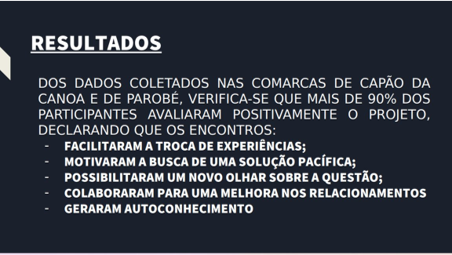 RESULTADOS
DOS DADOS COLETADOS NAS COMARCAS DE CAPÃO DA
CANOA E DE PAROBÉ, VERIFICA-SE QUE MAIS DE 90% DOS
PARTICIPANTES AVALIARAM POSITIVAMENTE O PROJETO,
DECLARANDO QUE OS ENCONTROS:
- FACILITARAM A TROCA DE EXPERIÊNCIAS;
- MOTIVARAM A BUSCA DE UMA SOLUÇÃO PACÍFICA;
- POSSIBILITARAM UM NOVO OLHAR SOBRE A QUESTÃO;
- COLABORARAM PARA UMA MELHORA NOS RELACIONAMENTOS
- GERARAM AUTOCONHECIMENTO